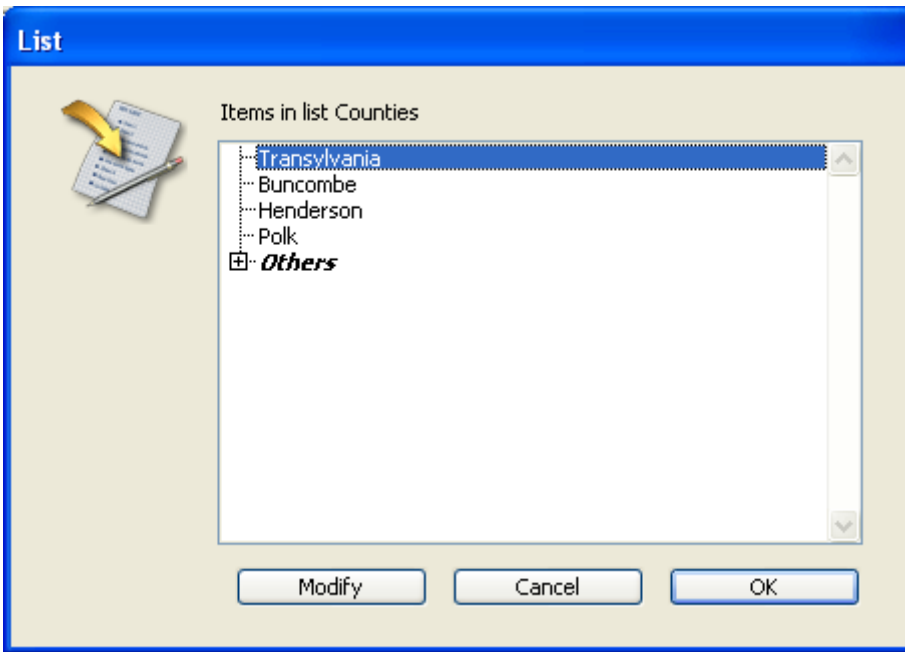 List
Items in list Counties
Transylvania
Buncombe
Henderson
Polk
Others
Modify Cancel OK